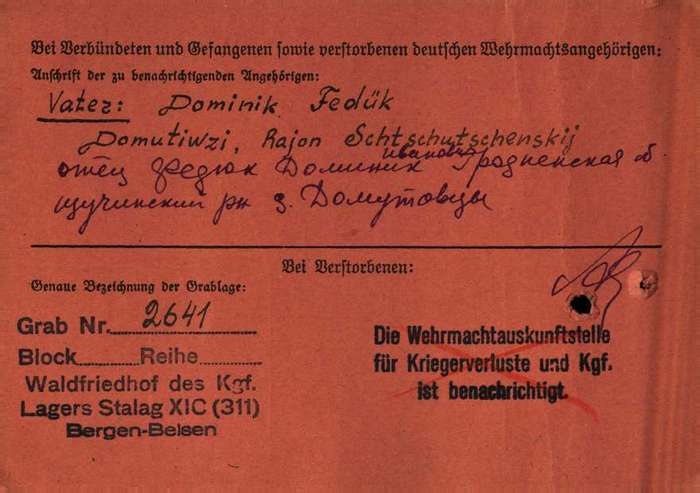 Bei Verbündeten und Gefangenen sowie verstorbenen deutschen Wehrmachtsangehörigen:
Anschrift der zu benachrichtigenden Angehörigen:
Vater: Dominik Fedük
Domutiwzi, Rajon Schtschutschenskij
отец Федюк Доминик Иванович Гродненская об
щучинский рн д. Домутовцы
Bei Verstorbenen:
Genaue Bezeichnung der Grablage:
Grab Nr. 2641
Block Reihe
Waldfriedhof des Kgf.
Lagers Stalag XIC (311)
Bergen-Belsen
Die Wehrmachtauskunftstelle
für Kriegerverluste und Kgf.
ist benachrichtigt.